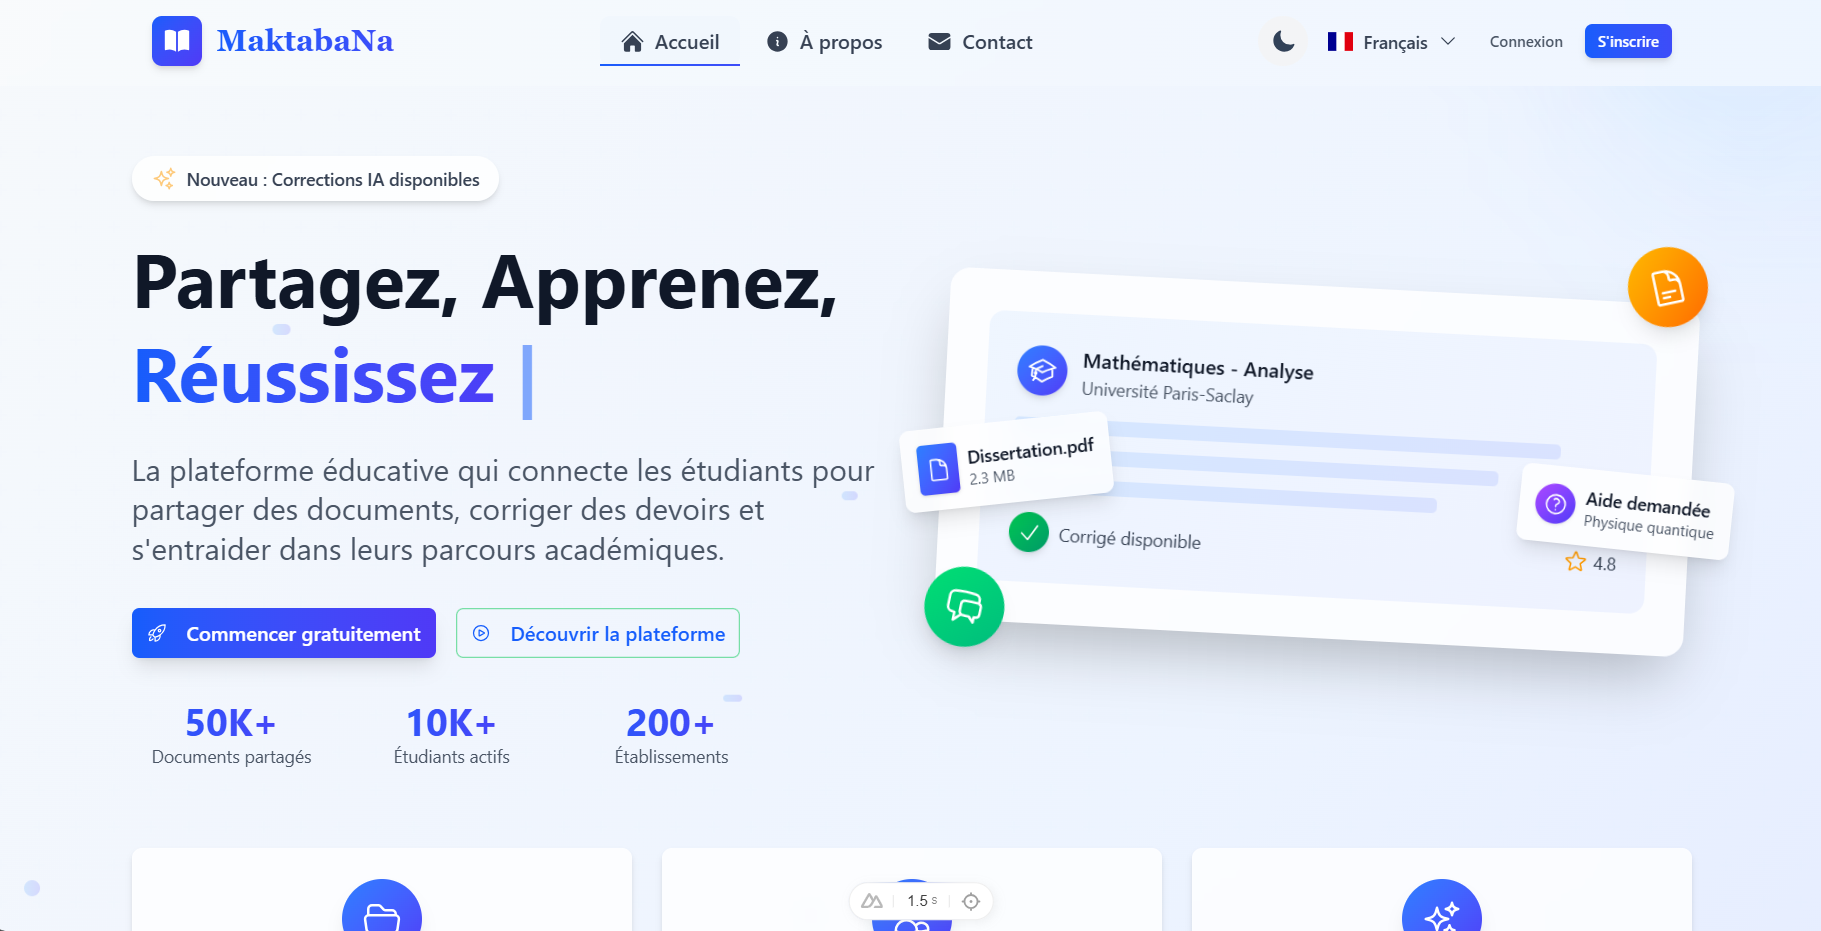 MaktabaNa
Accueil
À propos
Contact
Français
Connexion
S'inscrire
Nouveau : Corrections IA disponibles
Partagez, Apprenez,
Réussissez |
La plateforme éducative qui connecte les étudiants pour
partager des documents, corriger des devoirs et
s'entraider dans leurs parcours académiques.
Commencer gratuitement
Découvrir la plateforme
50K+
Documents partagés
10K+
Étudiants actifs
200+
Établissements
Mathématiques - Analyse
Université Paris-Saclay
Dissertation.pdf
2.3 MB
Aide demandée
Physique quantique
Corrigé disponible
4.8
1.5 s